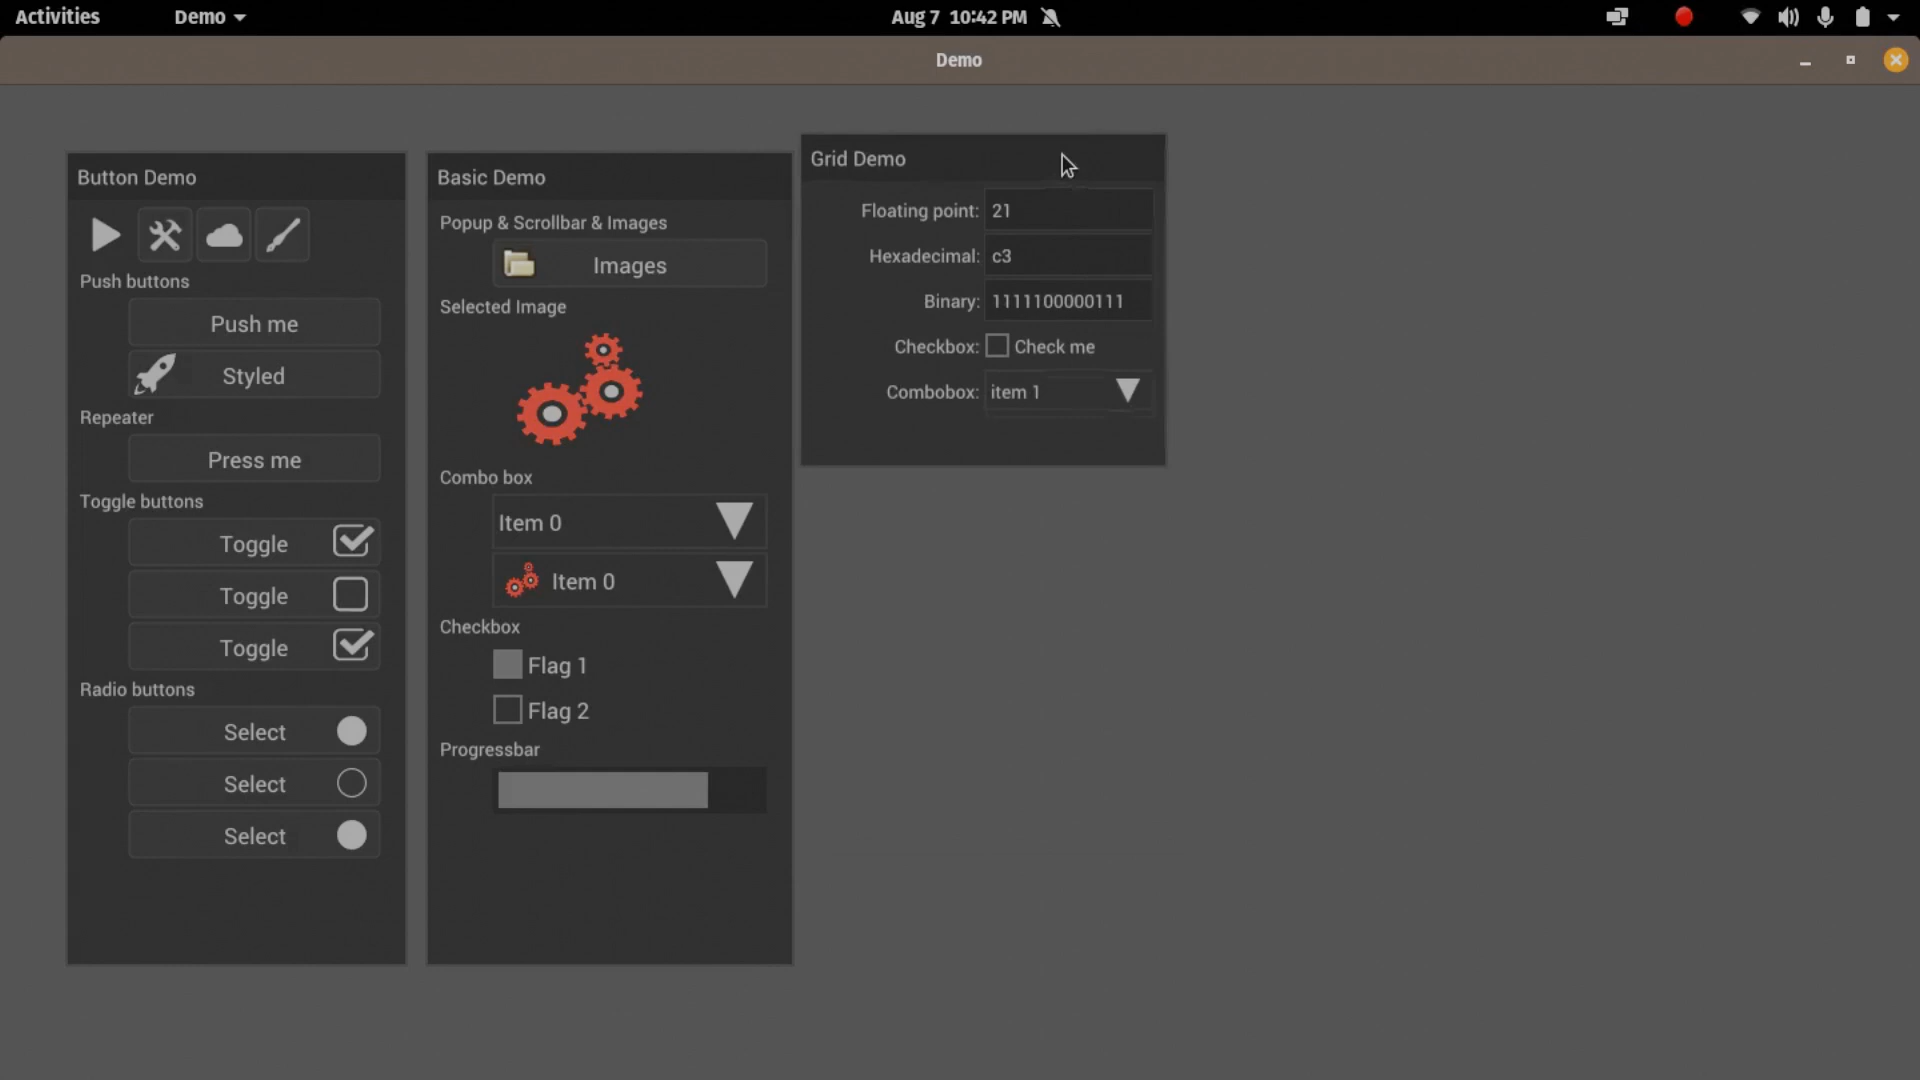 Activities
Demo
Aug 7 10:42 PM
Demo
Button Demo
Push buttons
Push me
Styled
Repeater
Press me
Toggle buttons
Toggle
Toggle
Toggle
Radio buttons
Select
Select
Select
Basic Demo
Popup & Scrollbar & Images
Images
Selected Image
Combo box
Item 0
Item 0
Checkbox
Flag 1
Flag 2
Progressbar
Grid Demo
Floating point: 21
Hexadecimal: c3
Binary: 1111100000111
Checkbox: Check me
Combobox: item 1